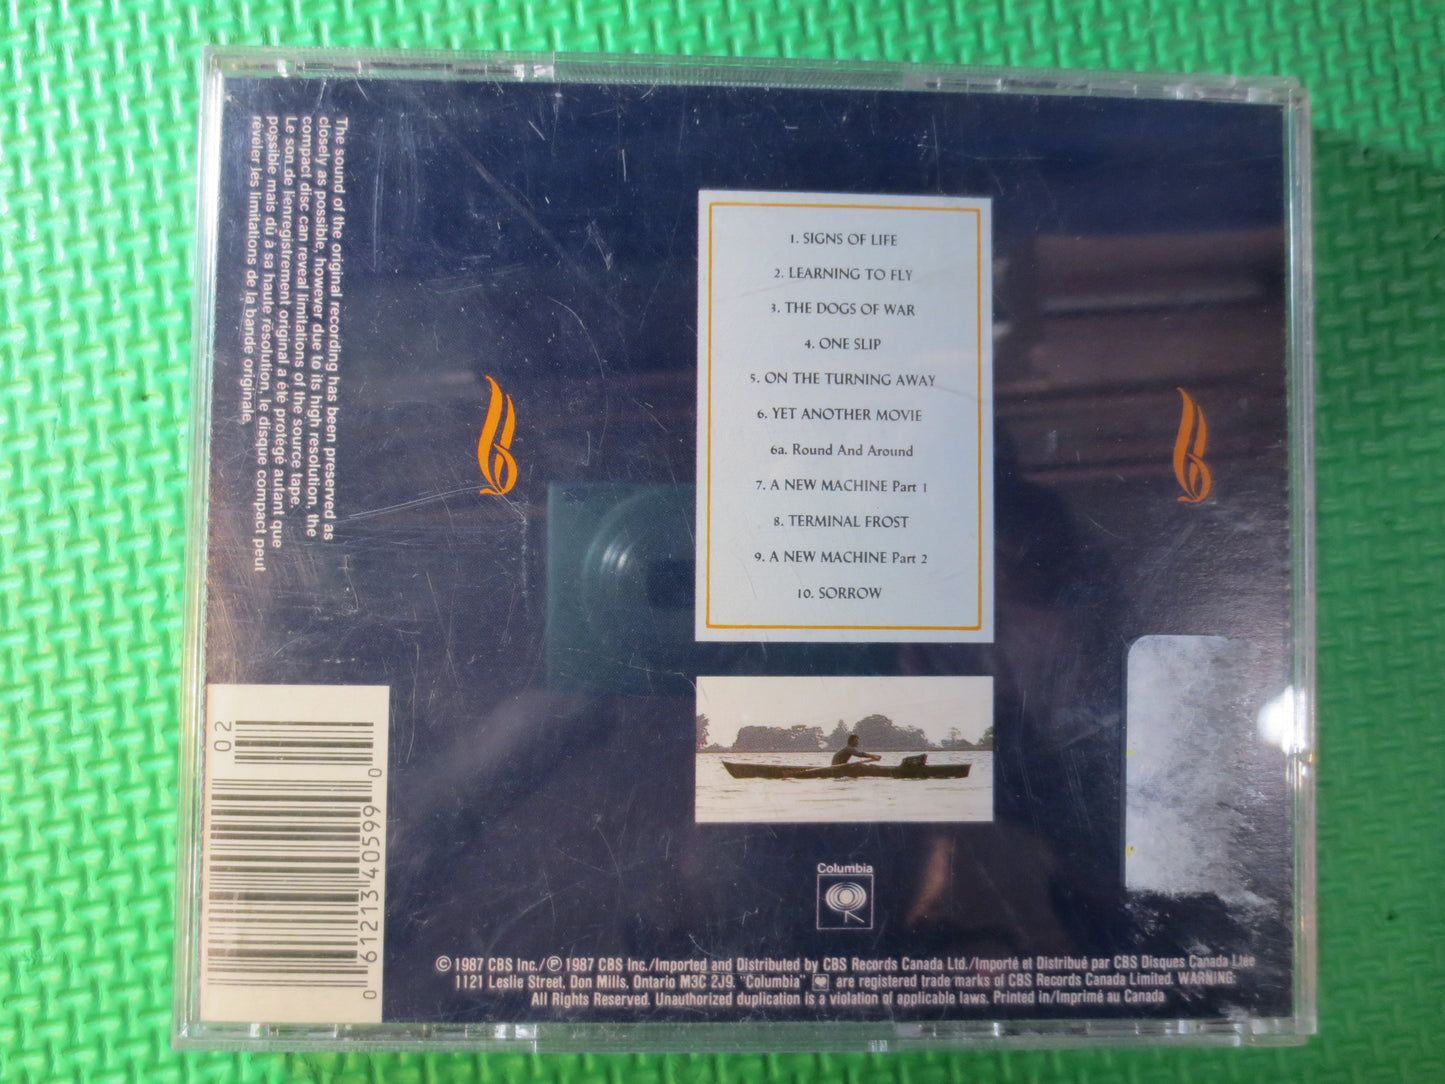 The sound of the original recording has been preserved as
closely as possible, however due to its high resolution, the
compact disc can reveal limitations of the source tape.
Le son de l'enregistrement original a été protégé autant que
possible mais dû à sa haute résolution, le disque compact peut
révéler les limitations de la bande originale.
1. SIGNS OF LIFE
2. LEARNING TO FLY
3. THE DOGS OF WAR
4. ONE SLIP
5. ON THE TURNING AWAY
6. YET ANOTHER MOVIE
6a. Round And Around
7. A NEW MACHINE Part 1
8. TERMINAL FROST
9. A NEW MACHINE Part 2
10. SORROW
02
0 61213 40599 0
Columbia
© 1987 CBS Inc./℗ 1987 CBS Inc./Imported and Distributed by CBS Records Canada Ltd./Importé et Distribué par CBS Disques Canada Ltée
1121 Leslie Street, Don Mills, Ontario M3C 2J9. "Columbia" are registered trade marks of CBS Records Canada Limited. WARNING:
All Rights Reserved. Unauthorized duplication is a violation of applicable laws. Printed in/Imprimé au Canada